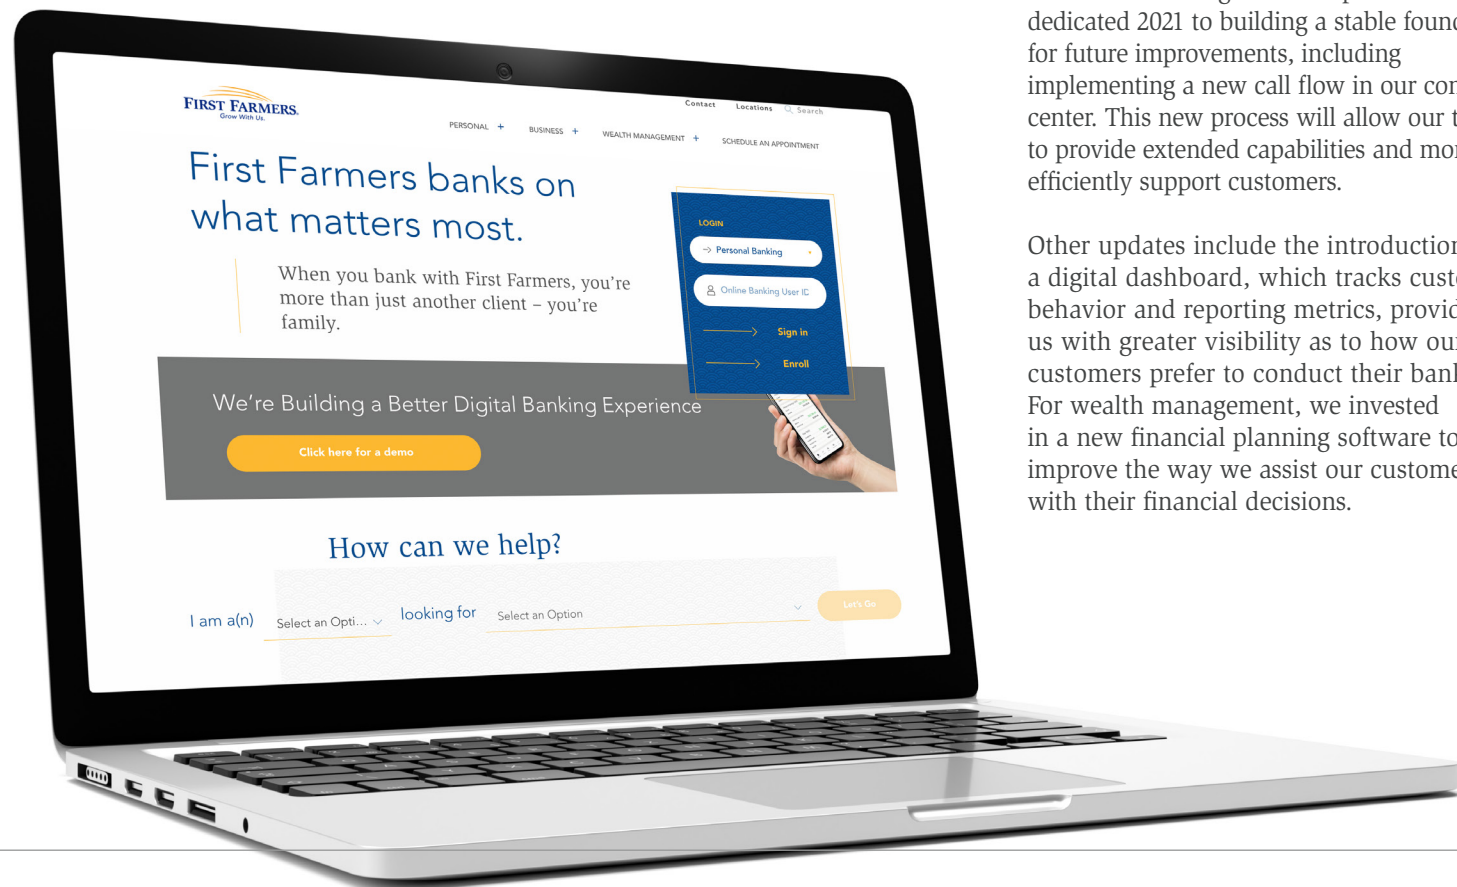 FIRST FARMERS
Grow With Us.
Contact Locations Search
PERSONAL + BUSINESS + WEALTH MANAGEMENT + SCHEDULE AN APPOINTMENT
First Farmers banks on
what matters most.
When you bank with First Farmers, you're
more than just another client – you're
family.
LOGIN
Personal Banking
Online Banking User ID
Sign in
Enroll
We're Building a Better Digital Banking Experience
Click here for a demo
How can we help?
I am a(n) Select an Opti... looking for Select an Option Let's Go
dedicated 2021 to building a stable found
for future improvements, including
implementing a new call flow in our con
center. This new process will allow our t
to provide extended capabilities and mor
efficiently support customers.
Other updates include the introduction
a digital dashboard, which tracks custo
behavior and reporting metrics, provid
us with greater visibility as to how our
customers prefer to conduct their bank
For wealth management, we invested
in a new financial planning software to
improve the way we assist our custome
with their financial decisions.